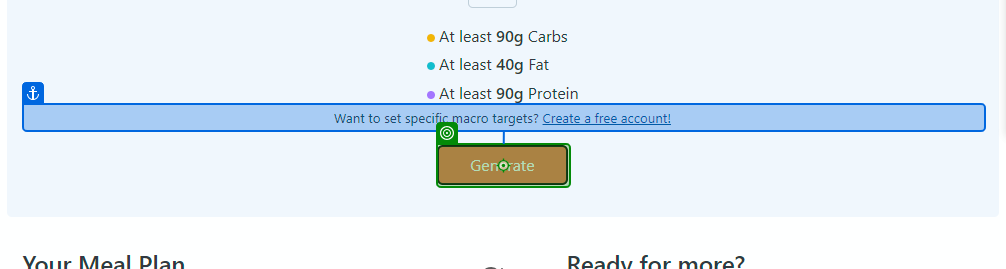 At least 90g Carbs
At least 40g Fat
At least 90g Protein
Want to set specific macro targets? Create a free account!
Generate
Your Meal Plan
Ready for more?